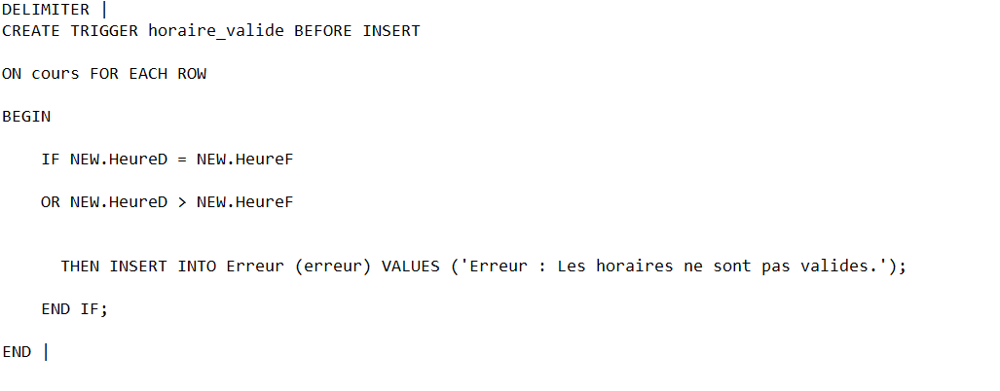 DELIMITER |
CREATE TRIGGER horaire_valide BEFORE INSERT
ON cours FOR EACH ROW
BEGIN
IF NEW.HeureD = NEW.HeureF
OR NEW.HeureD > NEW.HeureF
THEN INSERT INTO Erreur (erreur) VALUES ('Erreur : Les horaires ne sont pas valides.');
END IF;
END |